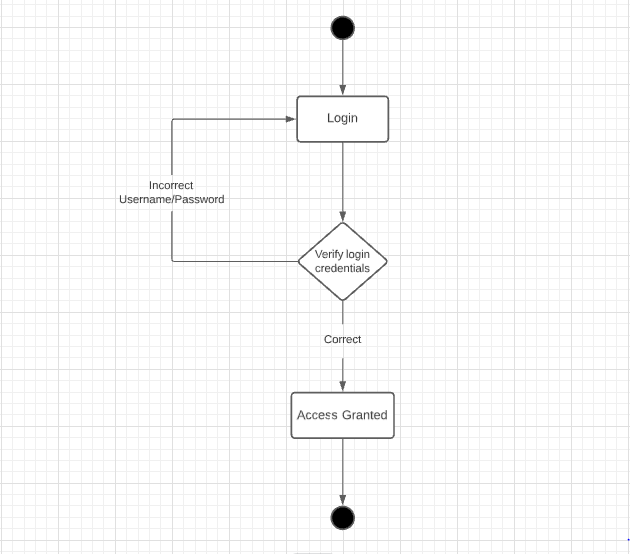 Login
Incorrect
Username/Password
Verify login
credentials
Correct
Access Granted